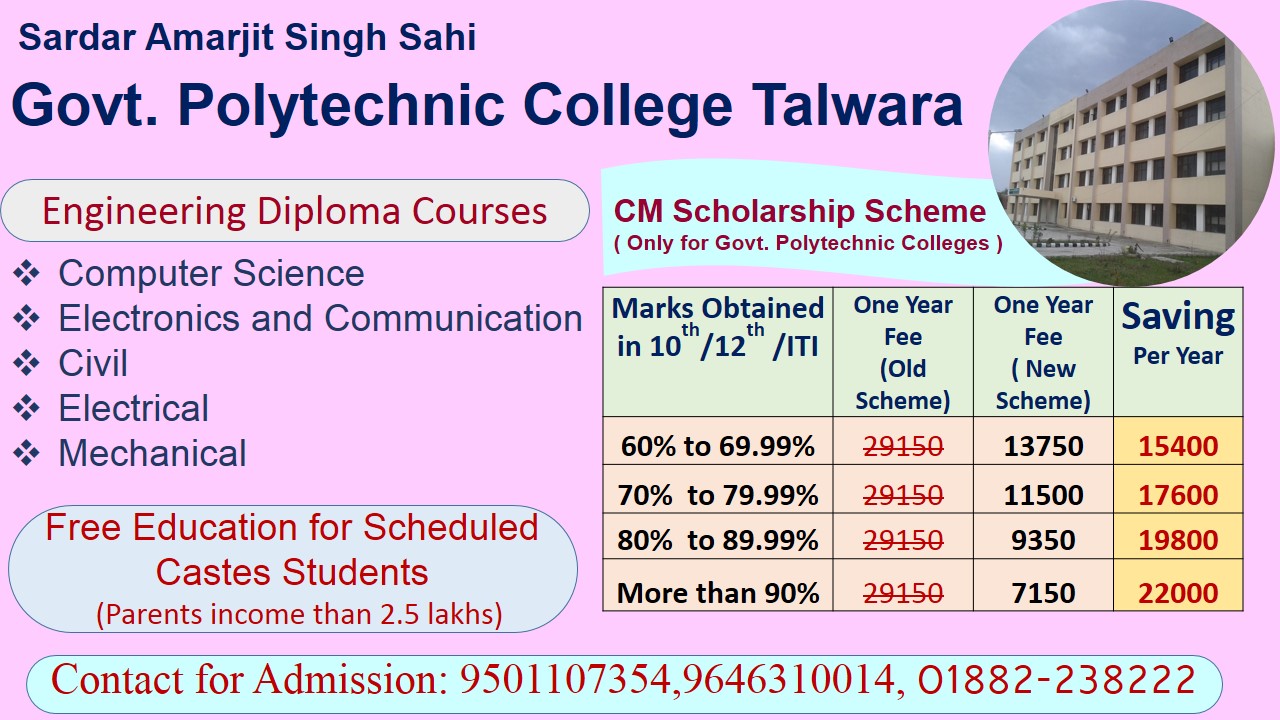 Sardar Amarjit Singh Sahi
Govt. Polytechnic College Talwara
Engineering Diploma Courses
❖ Computer Science
❖ Electronics and Communication
❖ Civil
❖ Electrical
❖ Mechanical
Free Education for Scheduled
Castes Students
(Parents income than 2.5 lakhs)
CM Scholarship Scheme
( Only for Govt. Polytechnic Colleges )
Marks Obtained
in 10th/12th /ITI
One Year
Fee
(Old
Scheme)
One Year
Fee
( New
Scheme)
Saving
Per Year
60% to 69.99% 29150 13750 15400
70% to 79.99% 29150 11500 17600
80% to 89.99% 29150 9350 19800
More than 90% 29150 7150 22000
Contact for Admission: 9501107354,9646310014, 01882-238222